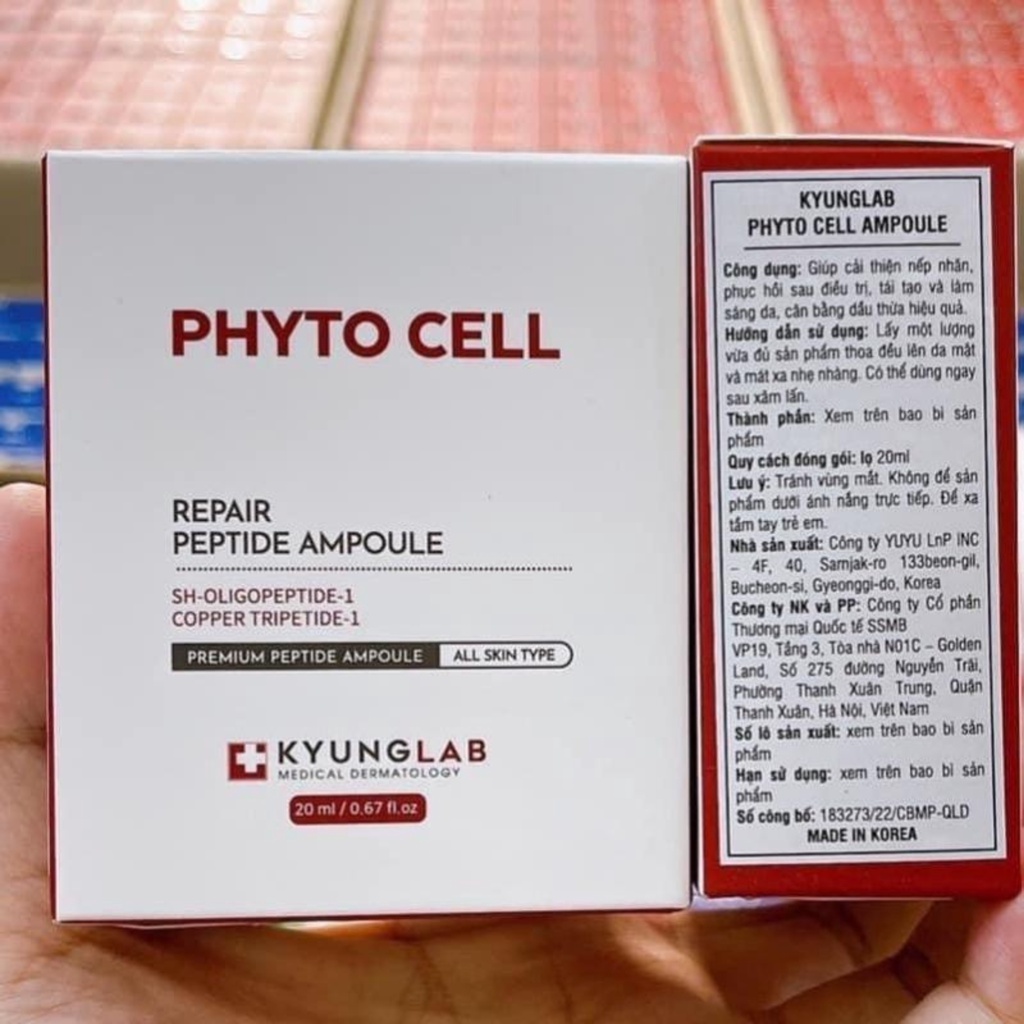 PHYTO CELL
REPAIR
PEPTIDE AMPOULE
SH-OLIGOPEPTIDE-1
COPPER TRIPETIDE-1
PREMIUM PEPTIDE AMPOULE ALL SKIN TYPE
KYUNGLAB
MEDICAL DERMATOLOGY
20 ml / 0.67 fl.oz
KYUNGLAB
PHYTO CELL AMPOULE
Công dụng: Giúp cải thiện nếp nhăn,
phục hồi sau điều trị, tái tạo và làm
sáng da, cân bằng dầu thừa hiệu quả.
Hướng dẫn sử dụng: Lấy một lượng
vừa đủ sản phẩm thoa đều lên da mặt
và mát xa nhẹ nhàng. Có thể dùng ngay
sau xâm lấn.
Thành phần: Xem trên bao bì sản
phẩm
Quy cách đóng gói: lọ 20ml
Lưu ý: Tránh vùng mắt. Không để sản
phẩm dưới ánh nắng trực tiếp. Để xa
tầm tay trẻ em.
Nhà sản xuất: Công ty YUYU LnP INC
– 4F, 40, Samjak-ro 133beon-gil,
Bucheon-si, Gyeonggi-do, Korea
Công ty NK và PP: Công ty Cổ phần
Thương mại Quốc tế SSMB
VP19, Tầng 3, Tòa nhà N01C – Golden
Land, Số 275 đường Nguyễn Trãi,
Phường Thanh Xuân Trung, Quận
Thanh Xuân, Hà Nội, Việt Nam
Số lô sản xuất: xem trên bao bì sản
phẩm
Hạn sử dụng: xem trên bao bì sản
phẩm
Số công bố: 183273/22/CBMP-QLD
MADE IN KOREA